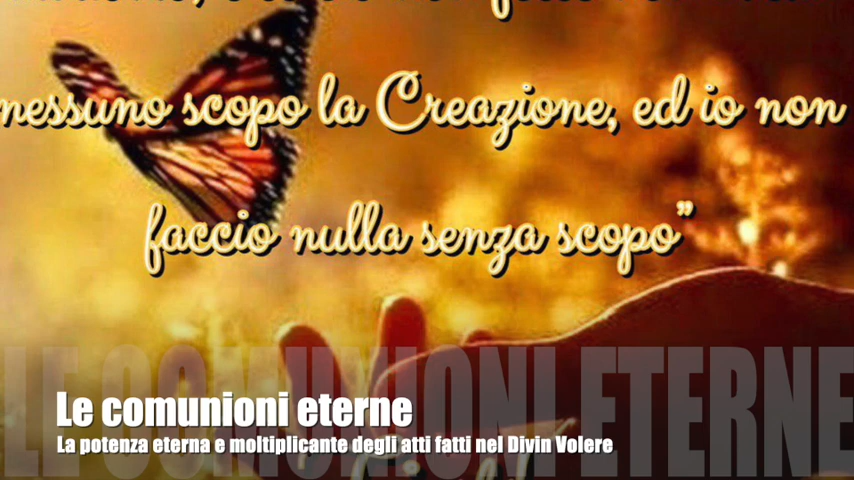 nessuno scopo la Creazione, ed io non
faccio nulla senza scopo”
LE COMUNIONI ETERNE
Le comunioni eterne
La potenza eterna e moltiplicante degli atti fatti nel Divin Volere